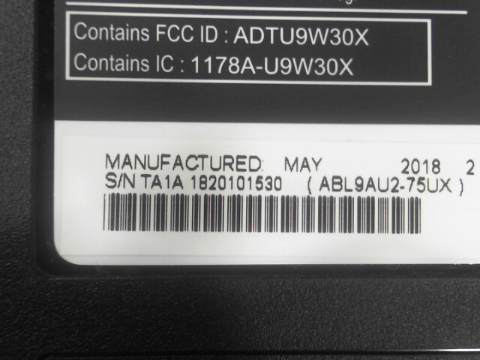 Contains FCC ID : ADTU9W30X
Contains IC : 1178A-U9W30X
MANUFACTURED: MAY 2018 2
S/N TA1A 1820101530 ( ABL9AU2-75UX )